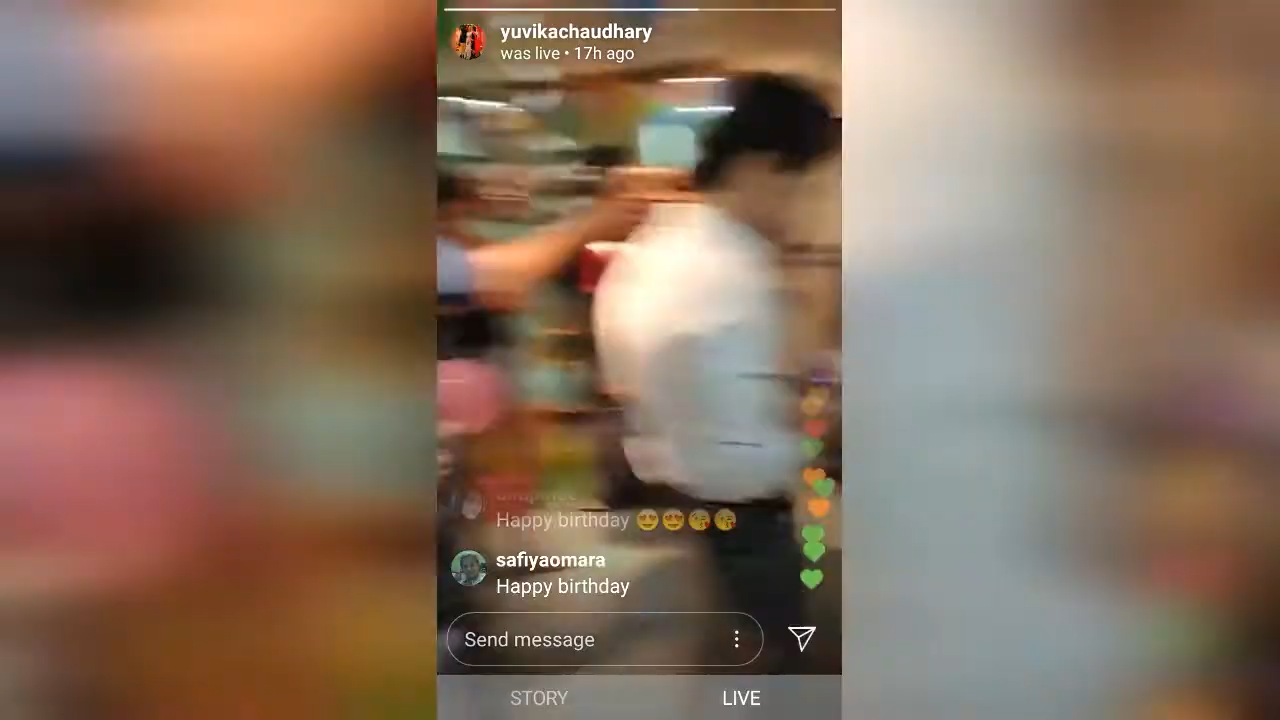 yuvikachaudhary
was live • 17h ago
Happy birthday 😍😍😘😘
safiyaomara
Happy birthday
Send message
STORY LIVE